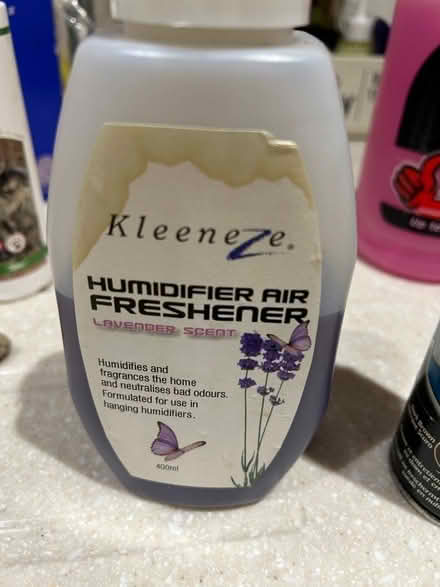 Kleeneze®
HUMIDIFIER AIR
FRESHENER
LAVENDER SCENT
Humidifies and
fragrances the home
and neutralises bad odours.
Formulated for use in
hanging humidifiers.
400ml